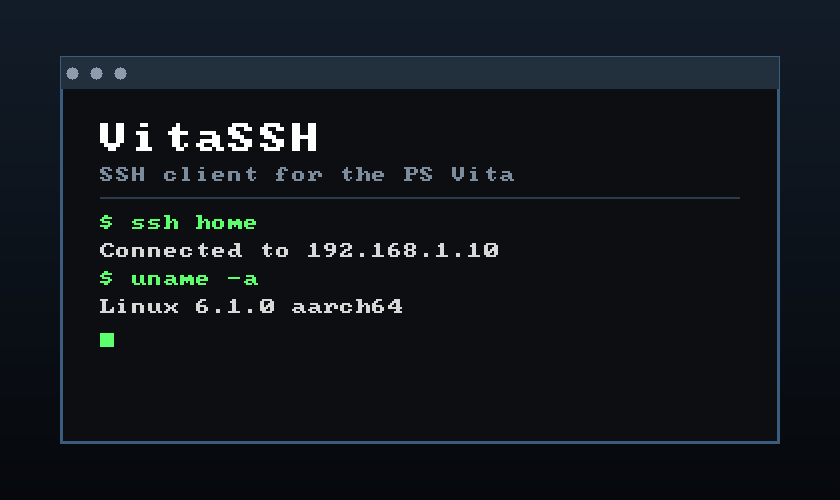 VitaSSH
SSH client for the PS Vita
$ ssh home
Connected to 192.168.1.10
$ uname -a
Linux 6.1.0 aarch64